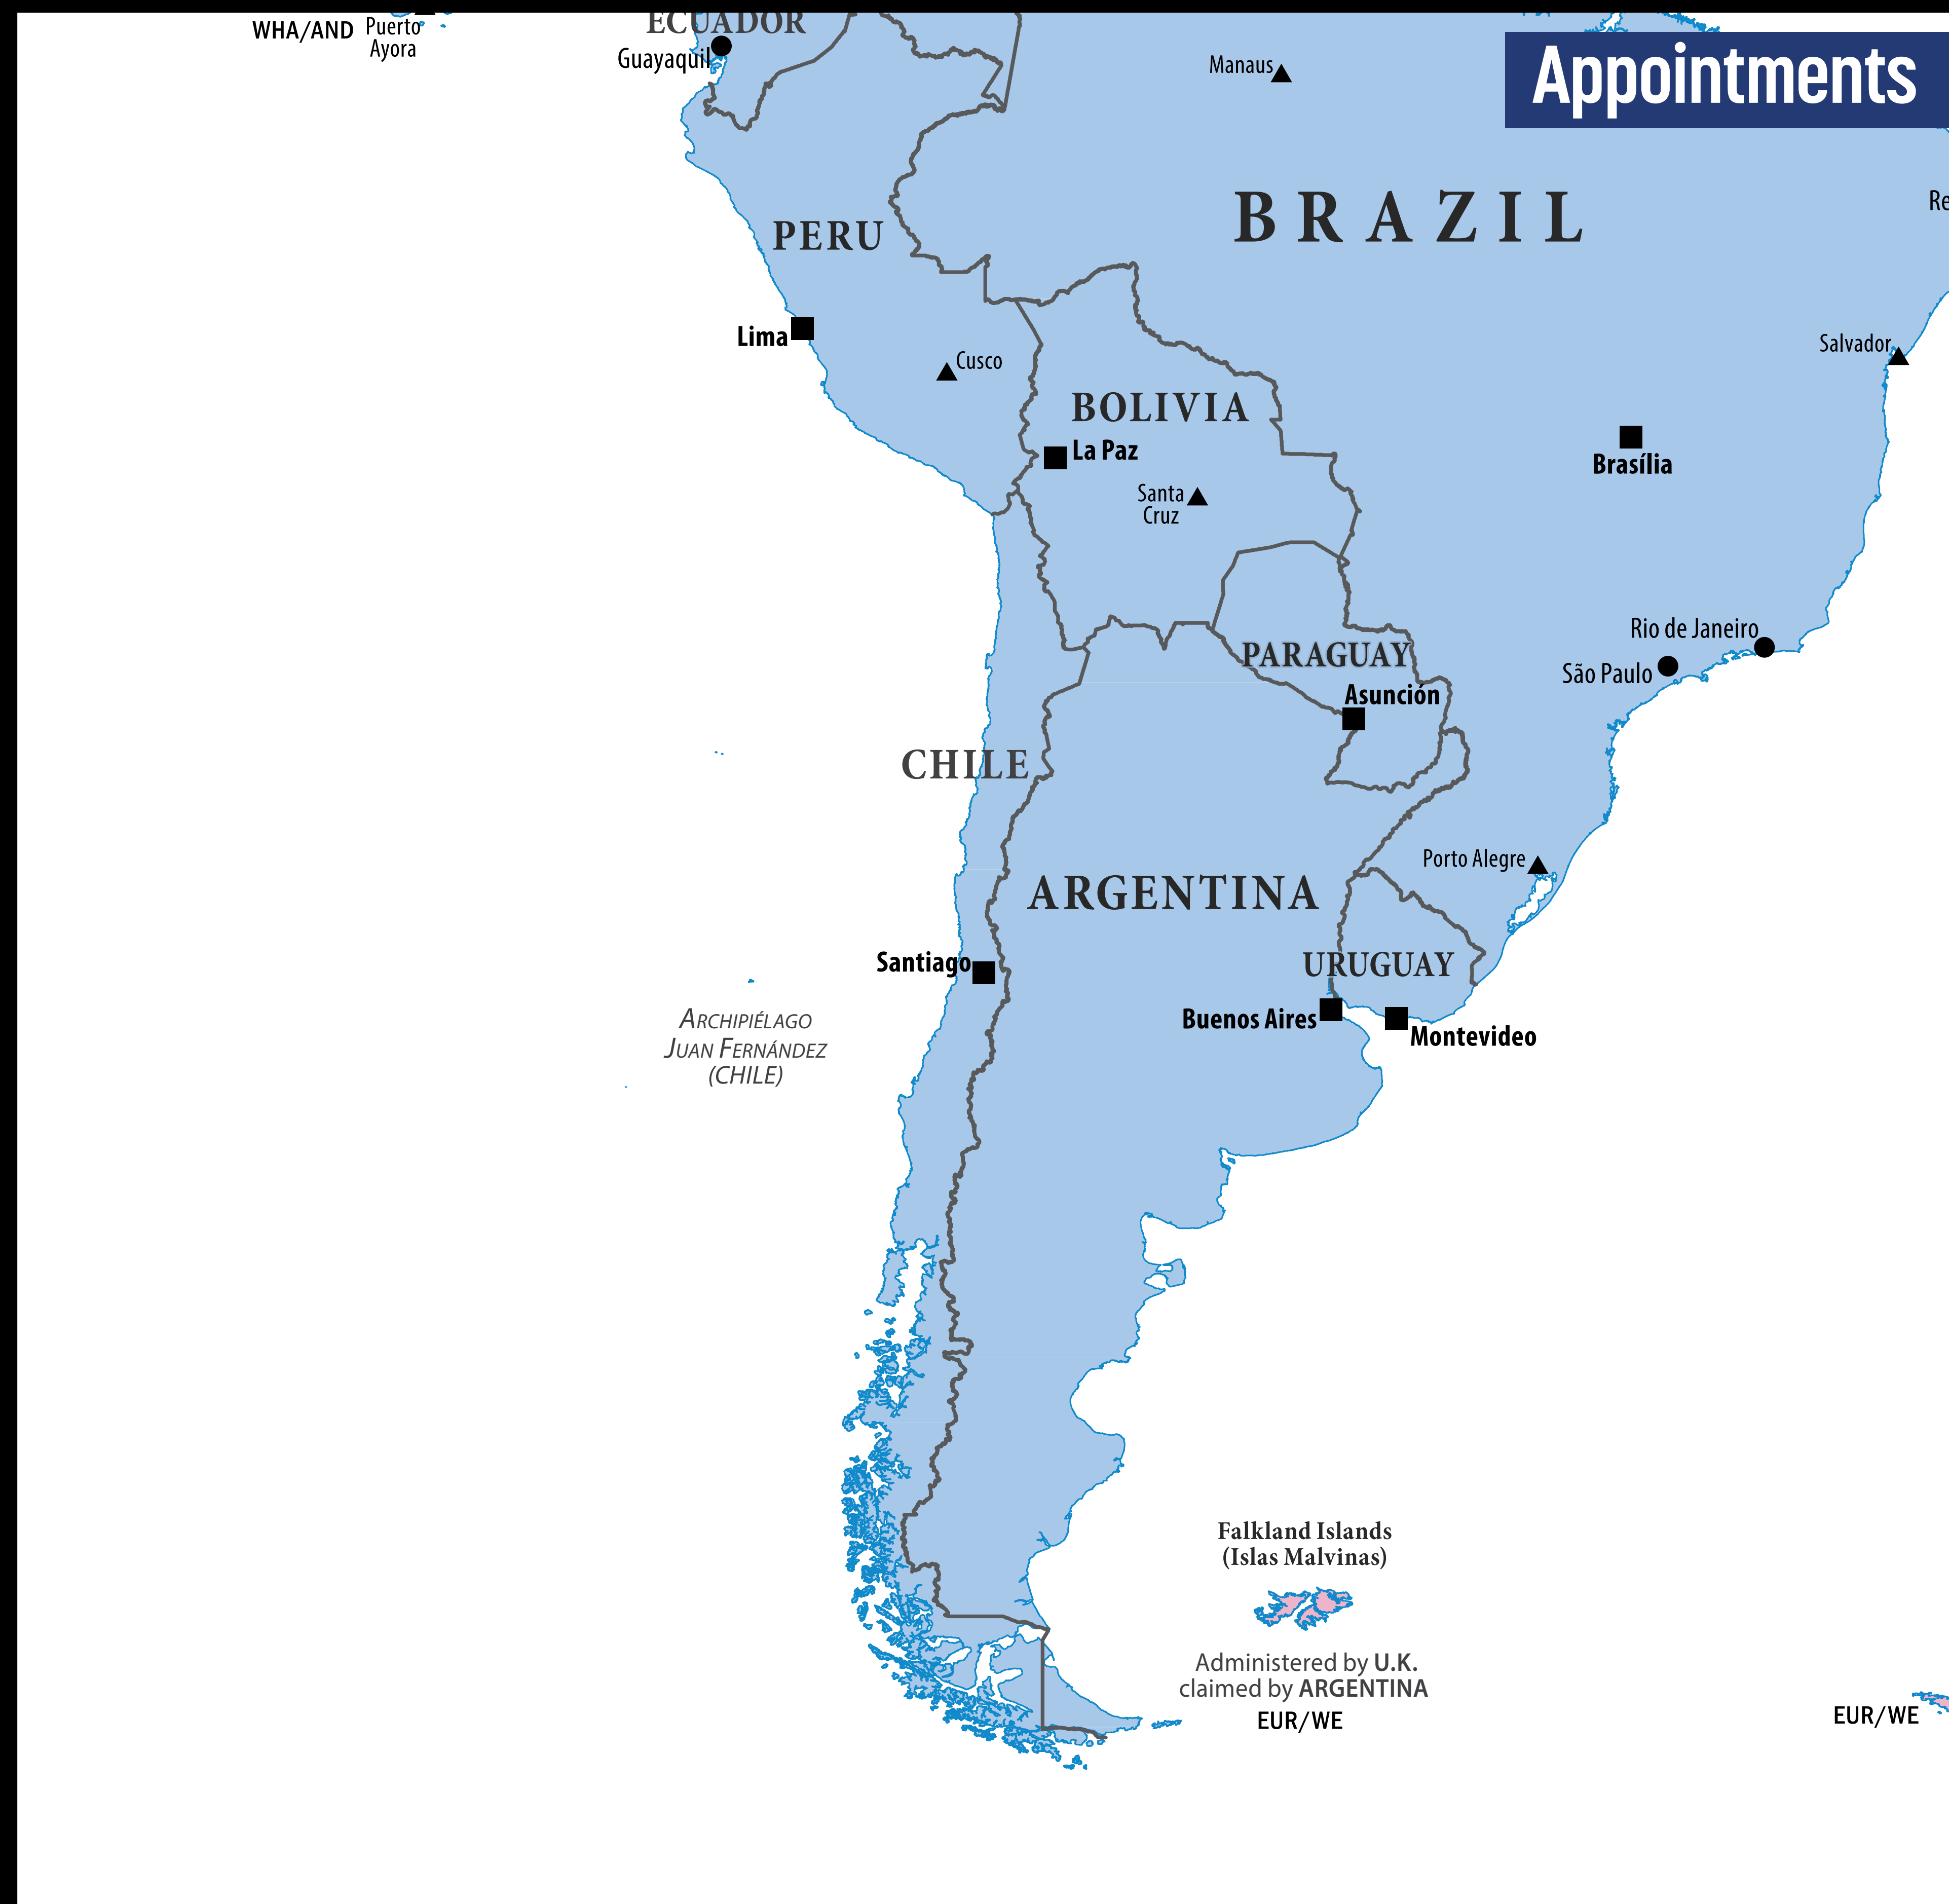 ECUADOR
WHA/AND
Puerto
Ayora
Guayaquil
Manaus
Appointments
BRAZIL
Re
PERU
Lima
Cusco
Salvador
BOLIVIA
La Paz
Brasília
Santa
Cruz
Rio de Janeiro
São Paulo
PARAGUAY
Asunción
CHILE
Porto Alegre
ARGENTINA
Santiago
URUGUAY
Buenos Aires
Montevideo
ARCHIPIÉLAGO
JUAN FERNÁNDEZ
(CHILE)
Falkland Islands
(Islas Malvinas)
Administered by U.K.
claimed by ARGENTINA
EUR/WE
EUR/WE